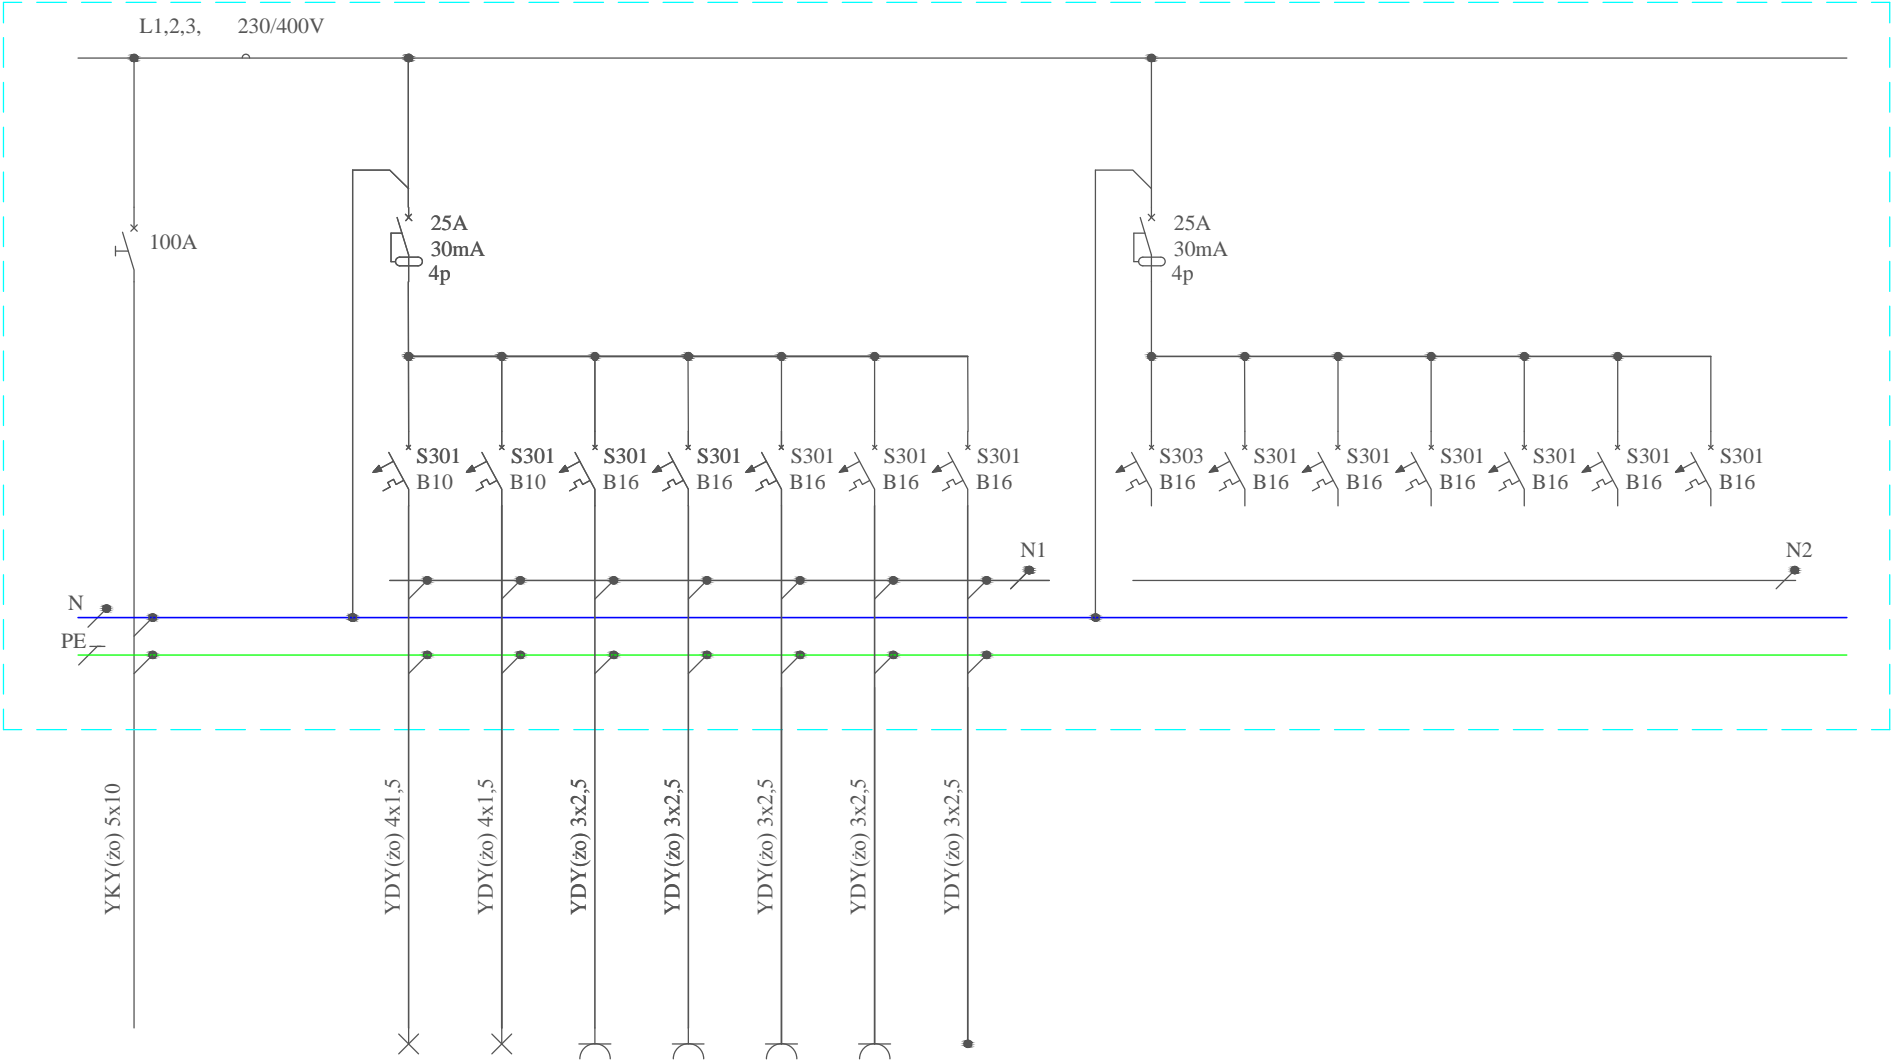 L1,2,3, 230/400V
100A
25A
30mA
4p
25A
30mA
4p
S301
B10
S301
B10
S301
B16
S301
B16
S301
B16
S301
B16
S301
B16
S303
B16
S301
B16
S301
B16
S301
B16
S301
B16
S301
B16
S301
B16
N1
N2
N
PE
YKY(żo) 5x10
YDY(żo) 4x1,5
YDY(żo) 4x1,5
YDY(żo) 3x2,5
YDY(żo) 3x2,5
YDY(żo) 3x2,5
YDY(żo) 3x2,5
YDY(żo) 3x2,5